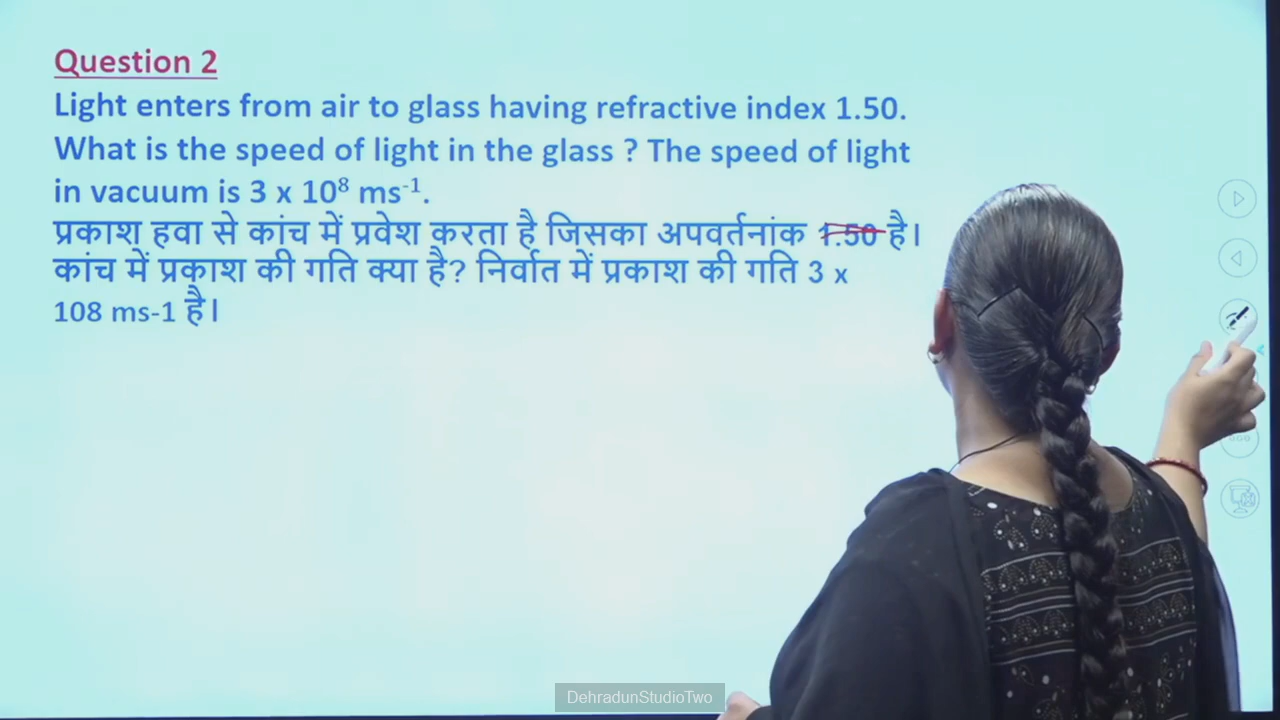 Question 2
Light enters from air to glass having refractive index 1.50.
What is the speed of light in the glass ? The speed of light
in vacuum is 3 x 10⁸ ms⁻¹.
प्रकाश हवा से कांच में प्रवेश करता है जिसका अपवर्तनांक 1.50 है।
कांच में प्रकाश की गति क्या है? निर्वात में प्रकाश की गति 3 x
108 ms-1 है।
DehradunStudioTwo